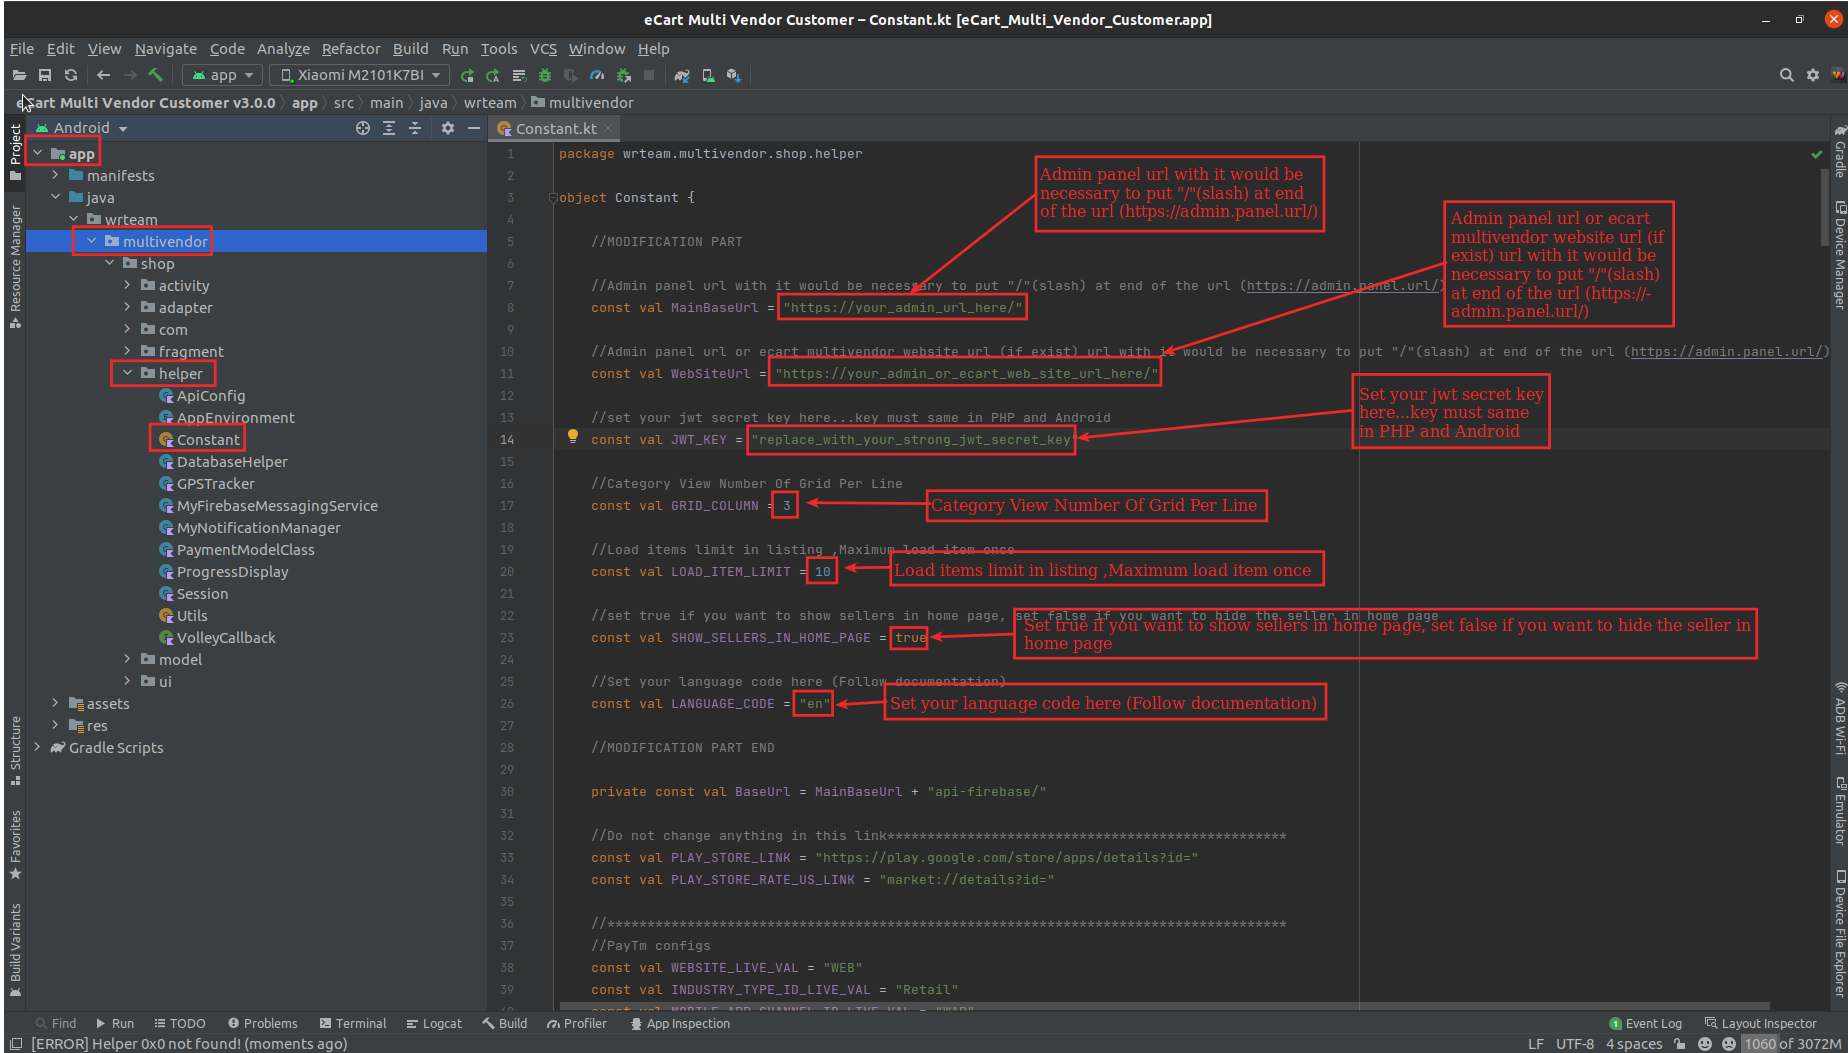 eCart Multi Vendor Customer – Constant.kt [eCart_Multi_Vendor_Customer.app]
File Edit View Navigate Code Analyze Refactor Build Run Tools VCS Window Help
app Xiaomi M2101K7BI
eCart Multi Vendor Customer v3.0.0 app src main java wrteam multivendor
Project
Resource Manager
Structure
Favorites
Build Variants
Android
app
manifests
java
wrteam
multivendor
shop
activity
adapter
com
fragment
helper
ApiConfig
AppEnvironment
Constant
DatabaseHelper
GPSTracker
MyFirebaseMessagingService
MyNotificationManager
PaymentModelClass
ProgressDisplay
Session
Utils
VolleyCallback
model
ui
assets
res
Gradle Scripts
Constant.kt
1 package wrteam.multivendor.shop.helper
2
3 object Constant {
4
5 //MODIFICATION PART
6
7 //Admin panel url with it would be necessary to put "/"(slash) at end of the url (https://admin.panel.url/)
8 const val MainBaseUrl = "https://your_admin_url_here/"
9
10 //Admin panel url or ecart multivendor website url (if exist) url with it would be necessary to put "/"(slash) at end of the url (https://admin.panel.url/)
11 const val WebSiteUrl = "https://your_admin_or_ecart_web_site_url_here/"
12
13 //set your jwt secret key here...key must same in PHP and Android
14 const val JWT_KEY = "replace_with_your_strong_jwt_secret_key"
15
16 //Category View Number Of Grid Per Line
17 const val GRID_COLUMN = 3
18
19 //Load items limit in listing ,Maximum load item once
20 const val LOAD_ITEM_LIMIT = 10
21
22 //set true if you want to show sellers in home page, set false if you want to hide the seller in home page
23 const val SHOW_SELLERS_IN_HOME_PAGE = true
24
25 //Set your language code here (Follow documentation)
26 const val LANGUAGE_CODE = "en"
27
28 //MODIFICATION PART END
29
30 private const val BaseUrl = MainBaseUrl + "api-firebase/"
31
32 //Do not change anything in this link**************************************************
33 const val PLAY_STORE_LINK = "https://play.google.com/store/apps/details?id="
34 const val PLAY_STORE_RATE_US_LINK = "market://details?id="
35
36 //*************************************************************************************
37 //PayTm configs
38 const val WEBSITE_LIVE_VAL = "WEB"
39 const val INDUSTRY_TYPE_ID_LIVE_VAL = "Retail"
40 const val MOBILE_APP_CHANNEL_ID_LIVE_VAL = "WAP"
Admin panel url with it would be
necessary to put "/"(slash) at end
of the url (https://admin.panel.url/)
Admin panel url or ecart
multivendor website url (if
exist) url with it would be
necessary to put "/"(slash)
at end of the url (https://-
admin.panel.url/)
Set your jwt secret key
here...key must same
in PHP and Android
Category View Number Of Grid Per Line
Load items limit in listing ,Maximum load item once
Set true if you want to show sellers in home page, set false if you want to hide the seller in
home page
Set your language code here (Follow documentation)
Gradle
Device Manager
ADB Wi-Fi
Emulator
Device File Explorer
Find Run TODO Problems Terminal Logcat Build Profiler App Inspection 1 Event Log Layout Inspector
[ERROR] Helper 0x0 not found! (moments ago) LF UTF-8 4 spaces 1060 of 3072M